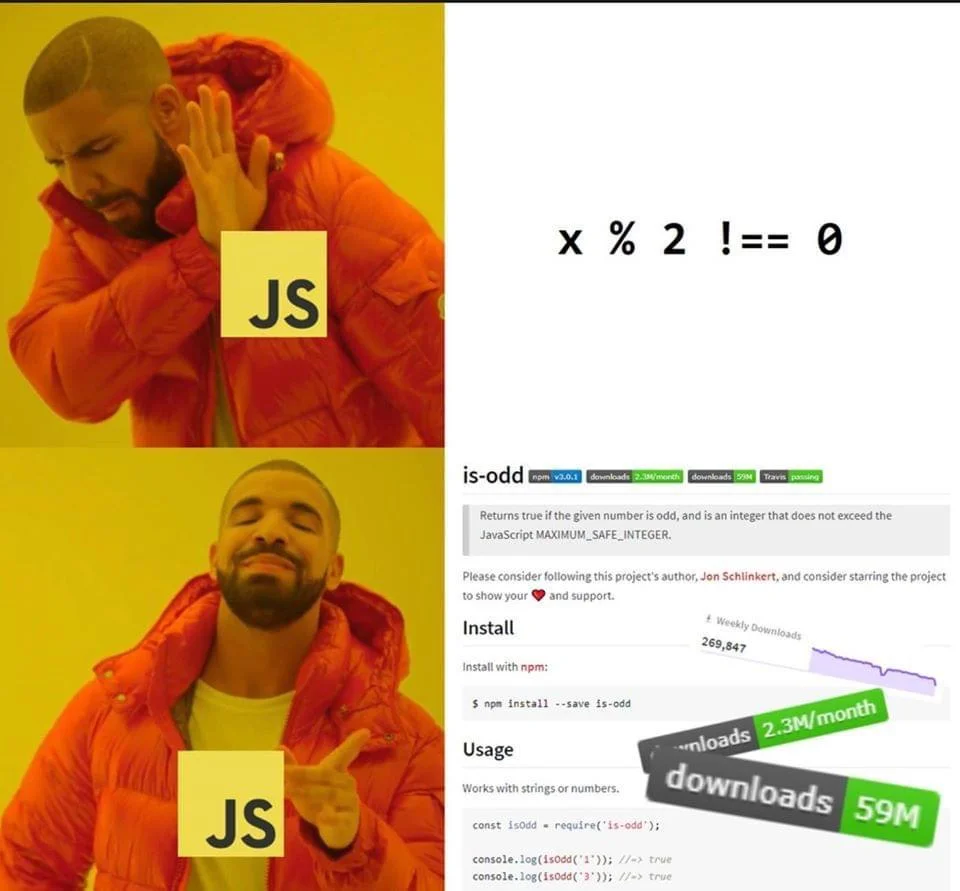 JS
x % 2 !== 0
is-odd npm v3.0.1 downloads 2.3M/month downloads 59M Travis passing
Returns true if the given number is odd, and is an integer that does not exceed the
JavaScript MAXIMUM_SAFE_INTEGER.
Please consider following this project's author, Jon Schlinkert, and consider starring the project
to show your ❤ and support.
Install
Weekly Downloads
269,847
Install with npm:
$ npm install --save is-odd
downloads 2.3M/month
Usage
downloads 59M
Works with strings or numbers.
JS
const isOdd = require('is-odd');
console.log(isOdd('1')); //=> true
console.log(isOdd('3')); //=> true